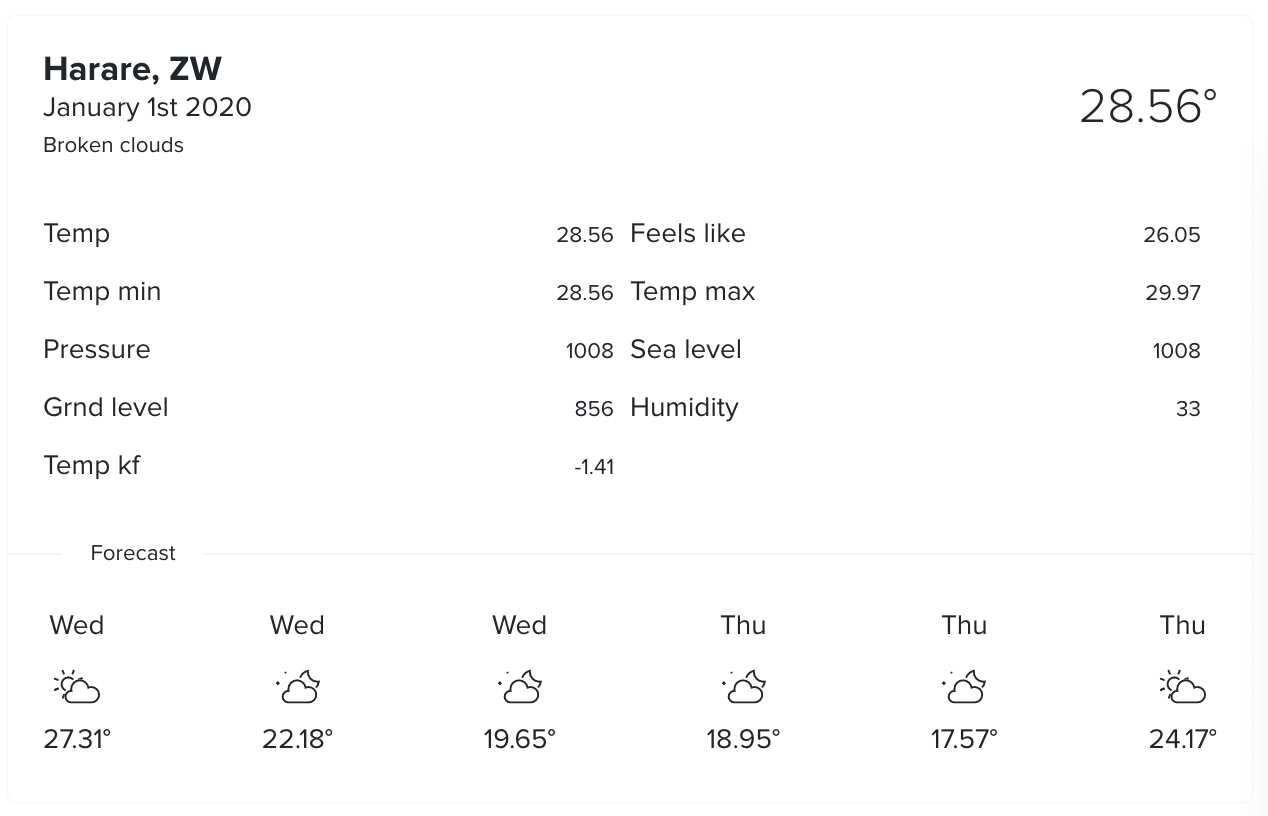 Harare, ZW
January 1st 2020
Broken clouds
28.56°
Temp 28.56 Feels like 26.05
Temp min 28.56 Temp max 29.97
Pressure 1008 Sea level 1008
Grnd level 856 Humidity 33
Temp kf -1.41
Forecast
Wed Wed Wed Thu Thu Thu
27.31° 22.18° 19.65° 18.95° 17.57° 24.17°